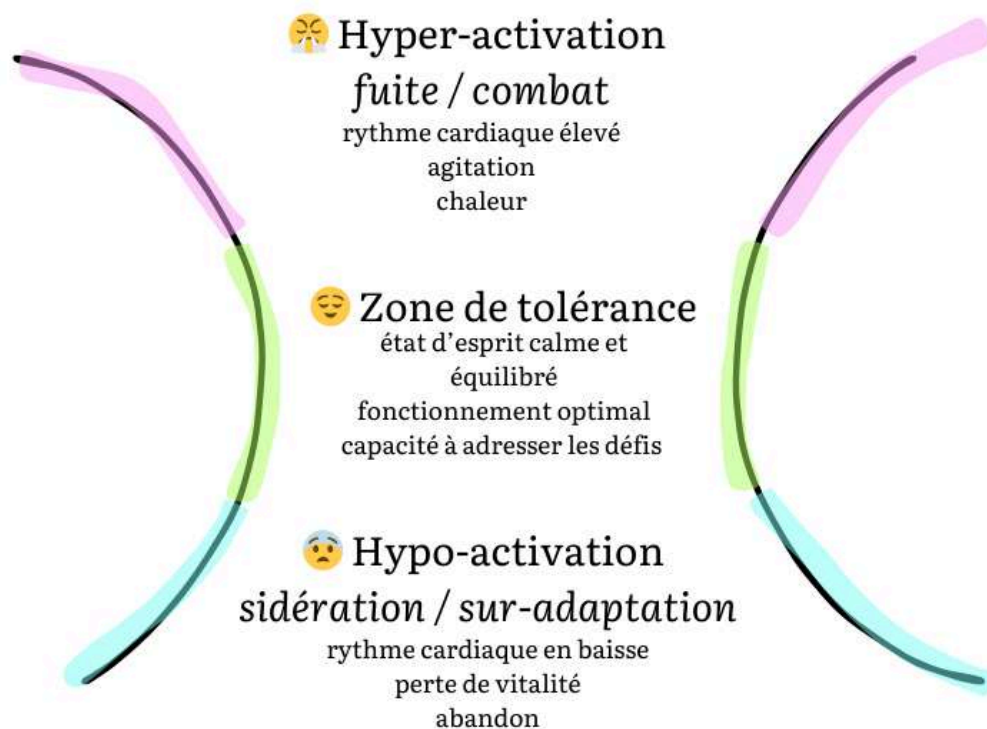 😤 Hyper-activation
fuite / combat
rythme cardiaque élevé
agitation
chaleur
😌 Zone de tolérance
état d’esprit calme et
équilibré
fonctionnement optimal
capacité à adresser les défis
😰 Hypo-activation
sidération / sur-adaptation
rythme cardiaque en baisse
perte de vitalité
abandon